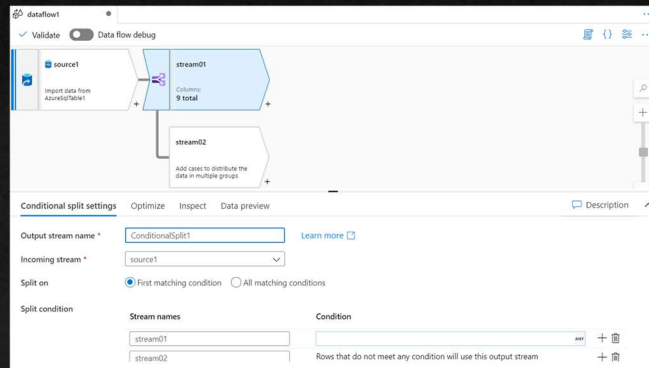 dataflow1
Validate
Data flow debug
source1
Import data from
AzureSqlTable1
+
stream01
Columns:
9 total
+
stream02
Add cases to distribute the
data in multiple groups
+
Conditional split settings
Optimize
Inspect
Data preview
Description
Output stream name *
ConditionalSplit1
Learn more
Incoming stream *
source1
Split on
First matching condition
All matching conditions
Split condition
Stream names
Condition
stream01
ANY
stream02
Rows that do not meet any condition will use this output stream